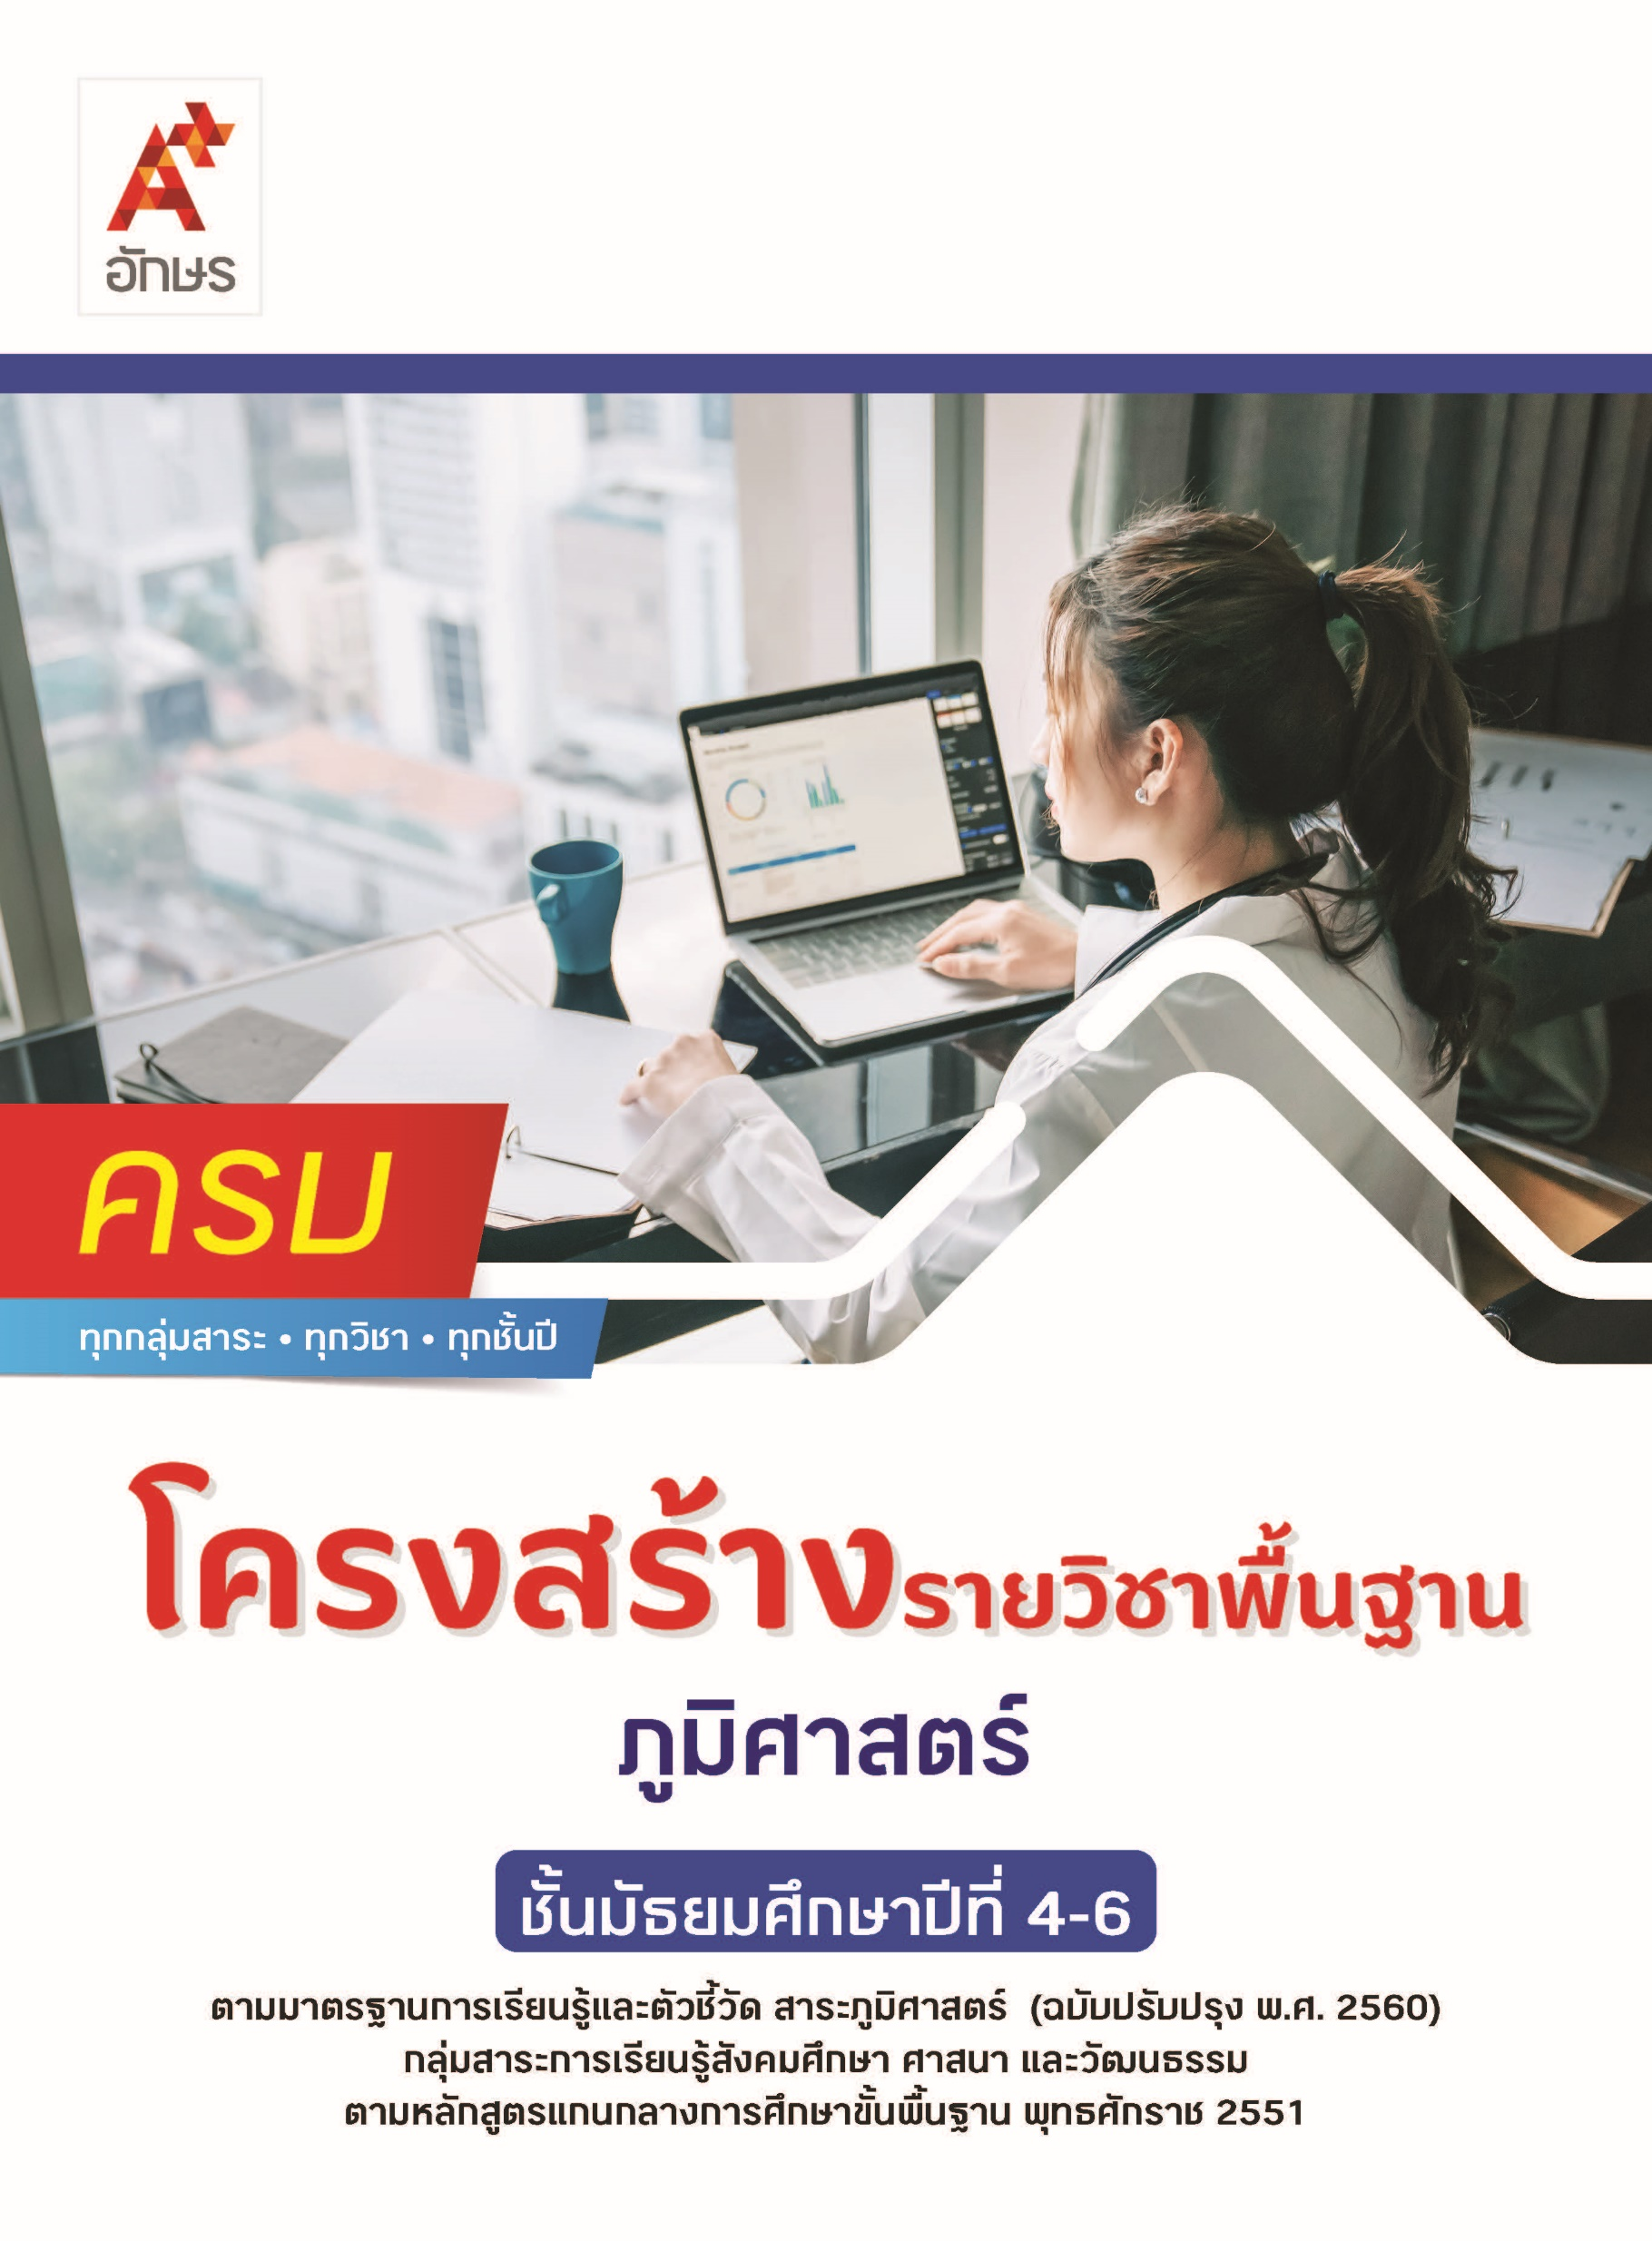 อักษร
ครบ
ทุกกลุ่มสาระ • ทุกวิชา • ทุกชั้นปี
โครงสร้างรายวิชาพื้นฐาน
ภูมิศาสตร์
ชั้นมัธยมศึกษาปีที่ 4-6
ตามมาตรฐานการเรียนรู้และตัวชี้วัด สาระภูมิศาสตร์ (ฉบับปรับปรุง พ.ศ. 2560)
กลุ่มสาระการเรียนรู้สังคมศึกษา ศาสนา และวัฒนธรรม
ตามหลักสูตรแกนกลางการศึกษาขั้นพื้นฐาน พุทธศักราช 2551